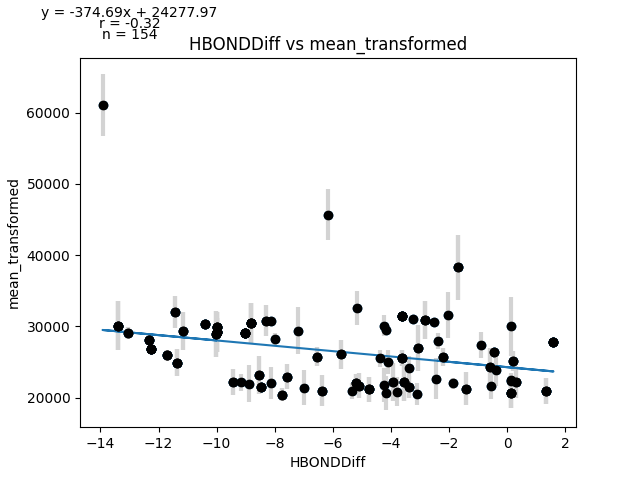 y = -374.69x + 24277.97
r = -0.32
n = 154
HBONDDiff vs mean_transformed
60000
50000
40000
30000
20000
mean_transformed
−14 −12 −10 −8 −6 −4 −2 0 2
HBONDDiff